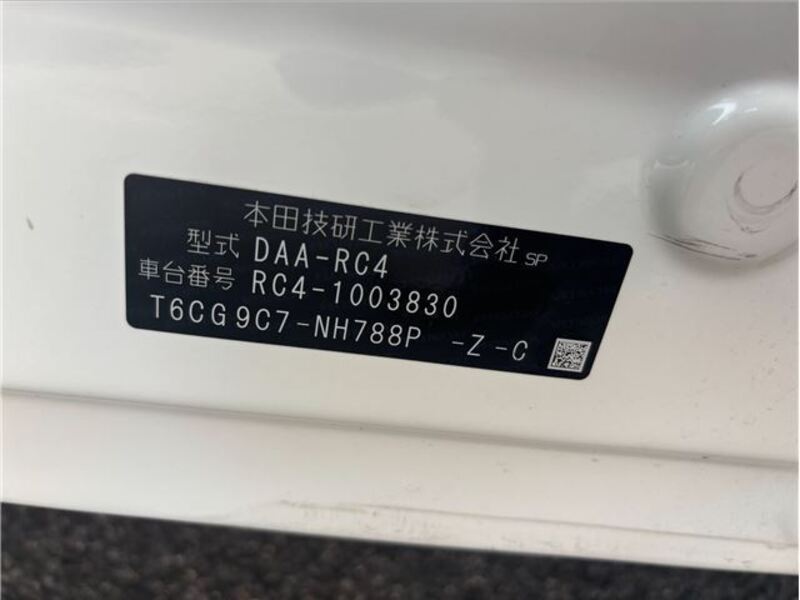 本田技研工業株式会社 SP
型式 DAA-RC4
車台番号 RC4-1003830
T6CG9C7-NH788P -Z-C